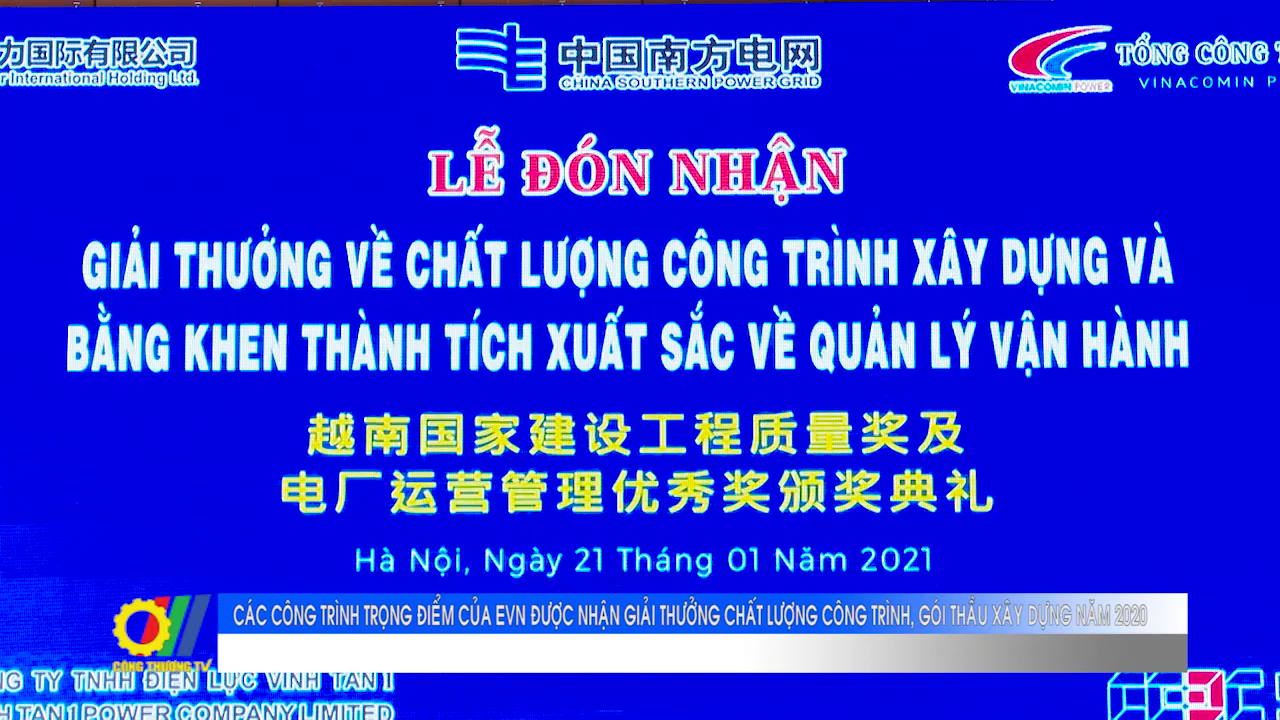 力国际有限公司
r International Holding Ltd.
中国南方电网
CHINA SOUTHERN POWER GRID
VINACOMIN POWER
TỔNG CÔNG
VINACOMIN P
LỄ ĐÓN NHẬN
GIẢI THƯỞNG VỀ CHẤT LƯỢNG CÔNG TRÌNH XÂY DỰNG VÀ
BẰNG KHEN THÀNH TÍCH XUẤT SẮC VỀ QUẢN LÝ VẬN HÀNH
越南国家建设工程质量奖及
电厂运营管理优秀奖颁奖典礼
Hà Nội, Ngày 21 Tháng 01 Năm 2021
CÁC CÔNG TRÌNH TRỌNG ĐIỂM CỦA EVN ĐƯỢC NHẬN GIẢI THƯỞNG CHẤT LƯỢNG CÔNG TRÌNH, GÓI THẦU XÂY DỰNG NĂM 2020
CÔNG THƯƠNG TV
NG TY TNHH ĐIỆN LỰC VĨNH TÂN 1
H TAN 1 POWER COMPANY LIMITED